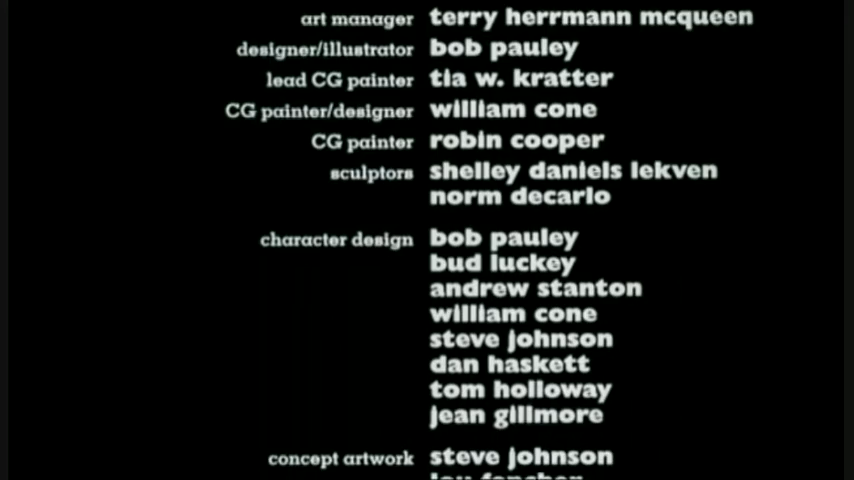 art manager terry herrmann mcqueen
designer/illustrator bob pauley
lead CG painter tia w. kratter
CG painter/designer william cone
CG painter robin cooper
sculptors shelley daniels lekven
norm decarlo
character design bob pauley
bud luckey
andrew stanton
william cone
steve johnson
dan haskett
tom holloway
jean gillmore
concept artwork steve johnson